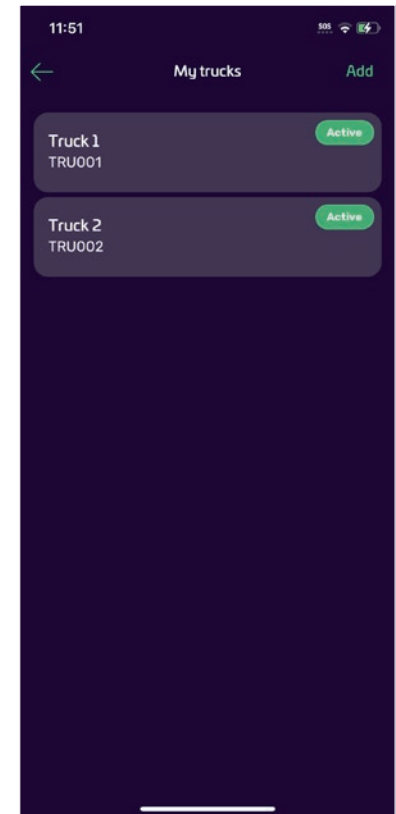 11:51
SOS
My trucks
Add
Truck 1
Active
TRU001
Truck 2
Active
TRU002